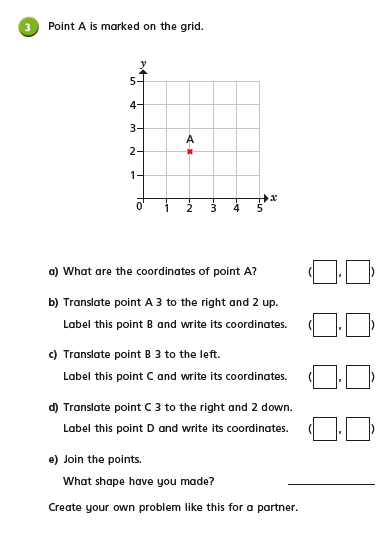 3 Point A is marked on the grid.
y
5
4
3
A
2
1
0 1 2 3 4 5 x
a) What are the coordinates of point A? ( , )
b) Translate point A 3 to the right and 2 up.
Label this point B and write its coordinates. ( , )
c) Translate point B 3 to the left.
Label this point C and write its coordinates. ( , )
d) Translate point C 3 to the right and 2 down.
Label this point D and write its coordinates. ( , )
e) Join the points.
What shape have you made?
Create your own problem like this for a partner.